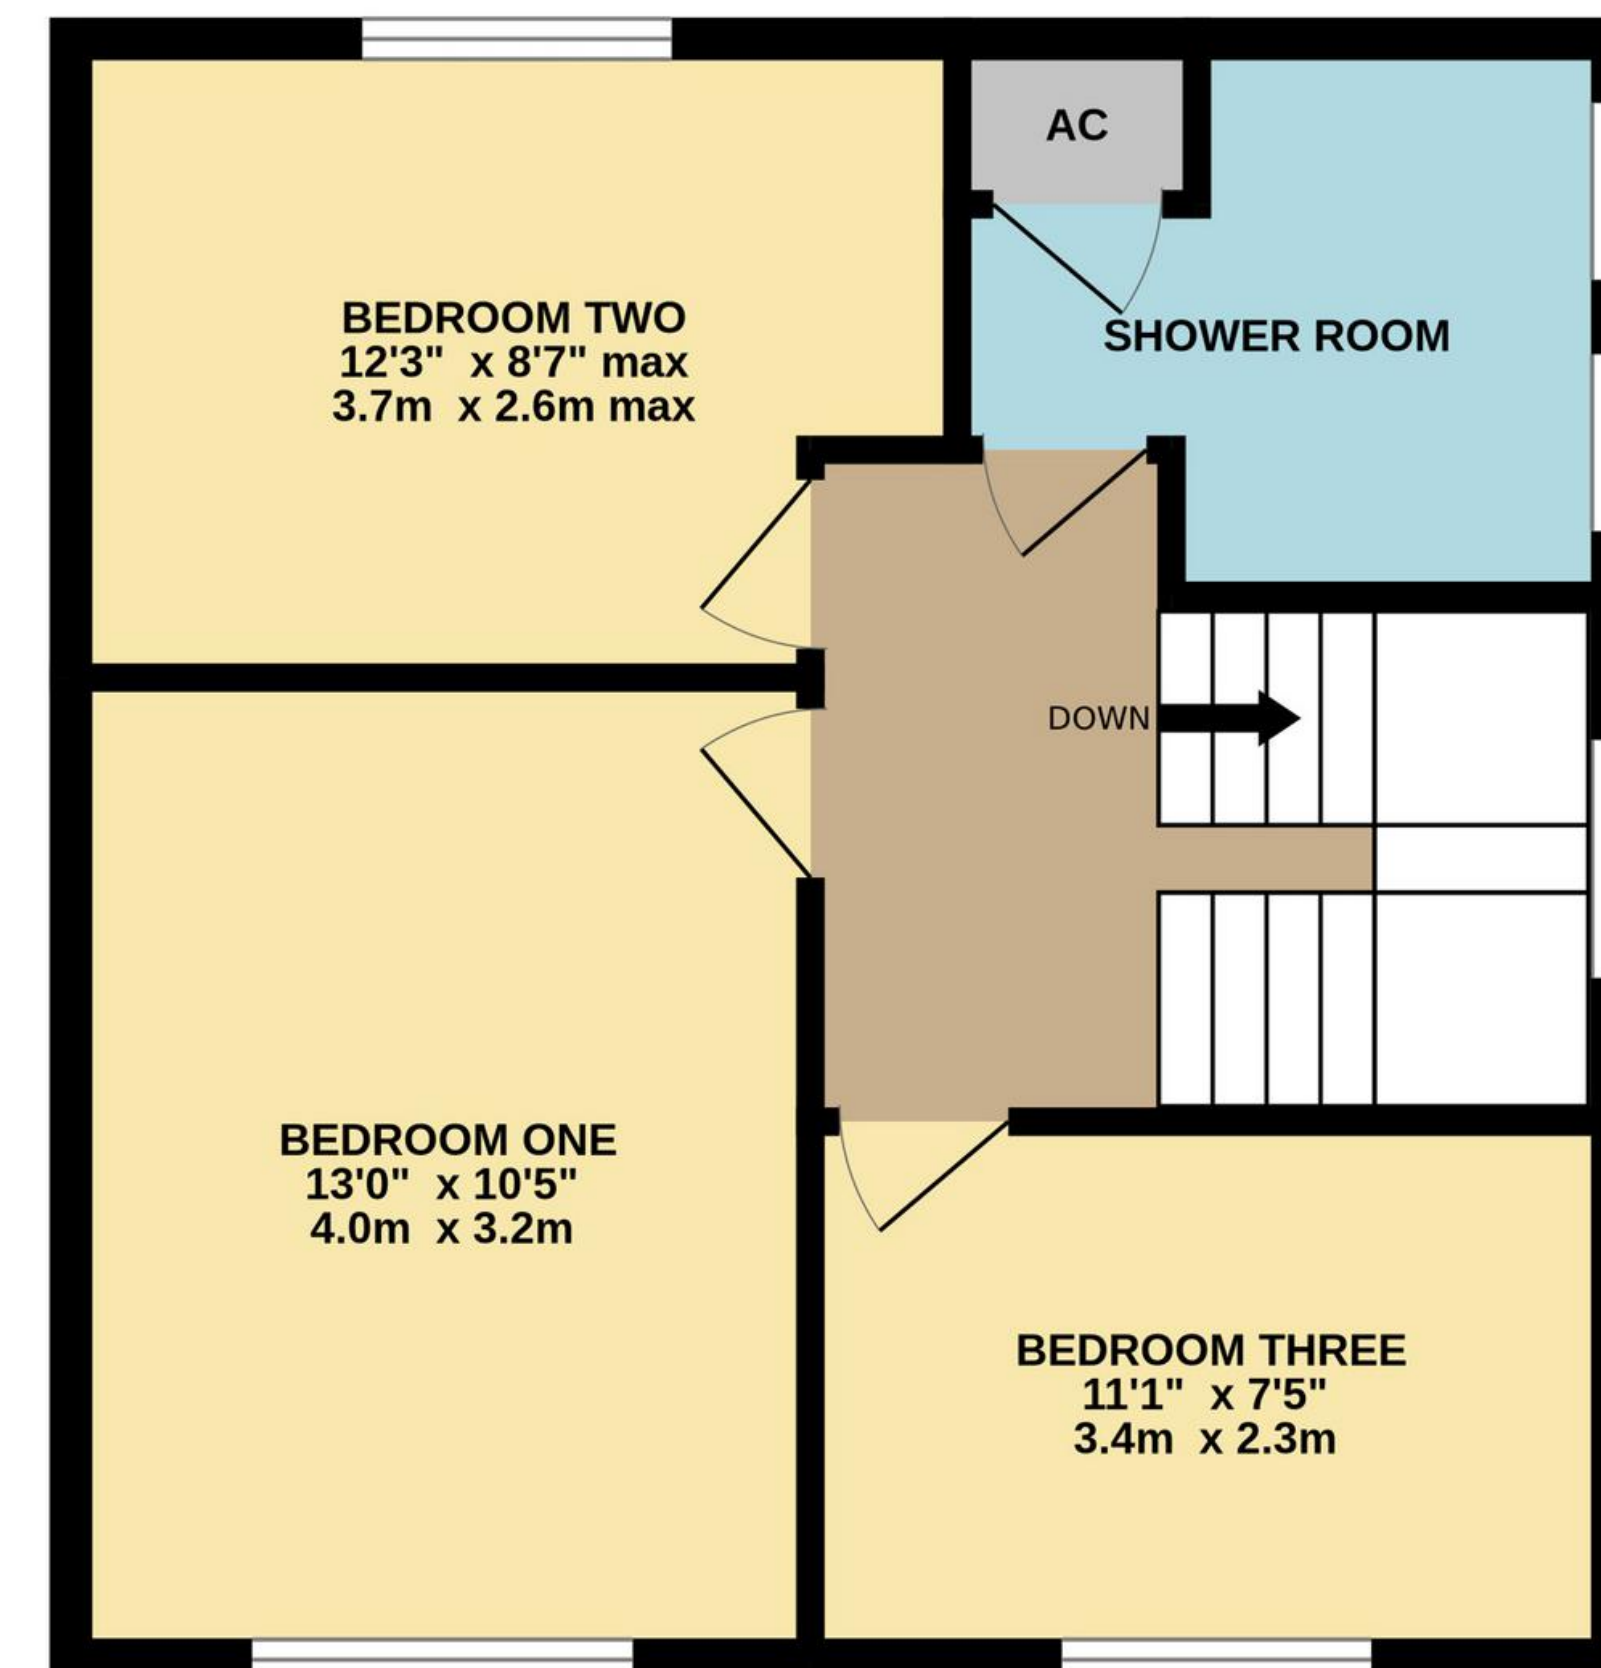 AC
SHOWER ROOM
BEDROOM TWO
12'3" x 8'7" max
3.7m x 2.6m max
DOWN
BEDROOM ONE
13'0" x 10'5"
4.0m x 3.2m
BEDROOM THREE
11'1" x 7'5"
3.4m x 2.3m